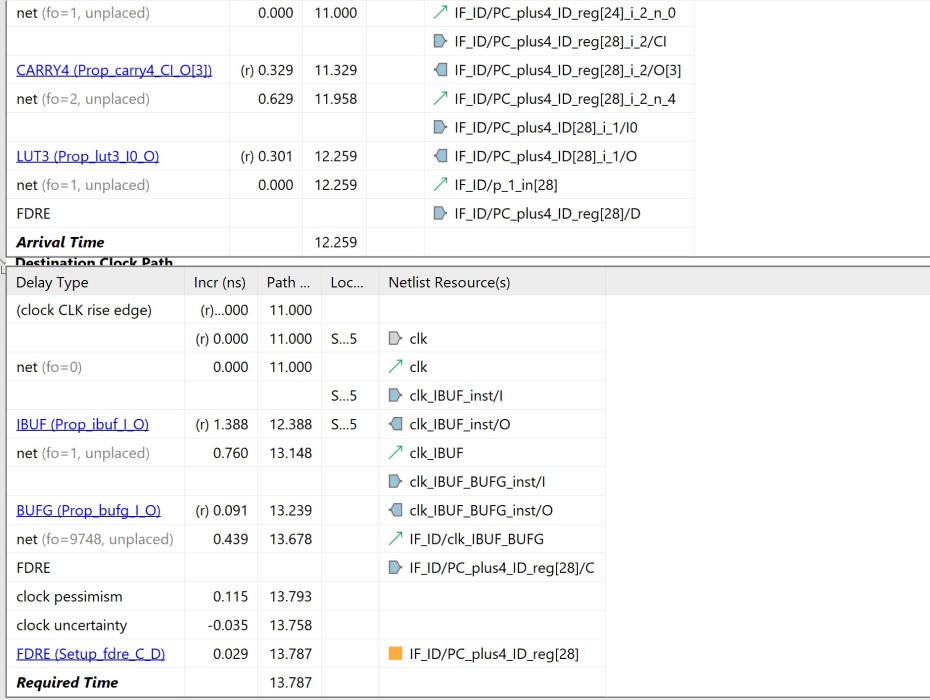 net (fo=1, unplaced) 0.000 11.000 IF_ID/PC_plus4_ID_reg[24]_i_2_n_0
IF_ID/PC_plus4_ID_reg[28]_i_2/CI
CARRY4 (Prop_carry4_CI_O[3]) (r) 0.329 11.329 IF_ID/PC_plus4_ID_reg[28]_i_2/O[3]
net (fo=2, unplaced) 0.629 11.958 IF_ID/PC_plus4_ID_reg[28]_i_2_n_4
IF_ID/PC_plus4_ID[28]_i_1/I0
LUT3 (Prop_lut3_I0_O) (r) 0.301 12.259 IF_ID/PC_plus4_ID[28]_i_1/O
net (fo=1, unplaced) 0.000 12.259 IF_ID/p_1_in[28]
FDRE IF_ID/PC_plus4_ID_reg[28]/D
Arrival Time 12.259
Destination Clock Path
Delay Type Incr (ns) Path ... Loc... Netlist Resource(s)
(clock CLK rise edge) (r)...000 11.000
(r) 0.000 11.000 S...5 clk
net (fo=0) 0.000 11.000 clk
S...5 clk_IBUF_inst/I
IBUF (Prop_ibuf_I_O) (r) 1.388 12.388 S...5 clk_IBUF_inst/O
net (fo=1, unplaced) 0.760 13.148 clk_IBUF
clk_IBUF_BUFG_inst/I
BUFG (Prop_bufg_I_O) (r) 0.091 13.239 clk_IBUF_BUFG_inst/O
net (fo=9748, unplaced) 0.439 13.678 IF_ID/clk_IBUF_BUFG
FDRE IF_ID/PC_plus4_ID_reg[28]/C
clock pessimism 0.115 13.793
clock uncertainty -0.035 13.758
FDRE (Setup_fdre_C_D) 0.029 13.787 IF_ID/PC_plus4_ID_reg[28]
Required Time 13.787